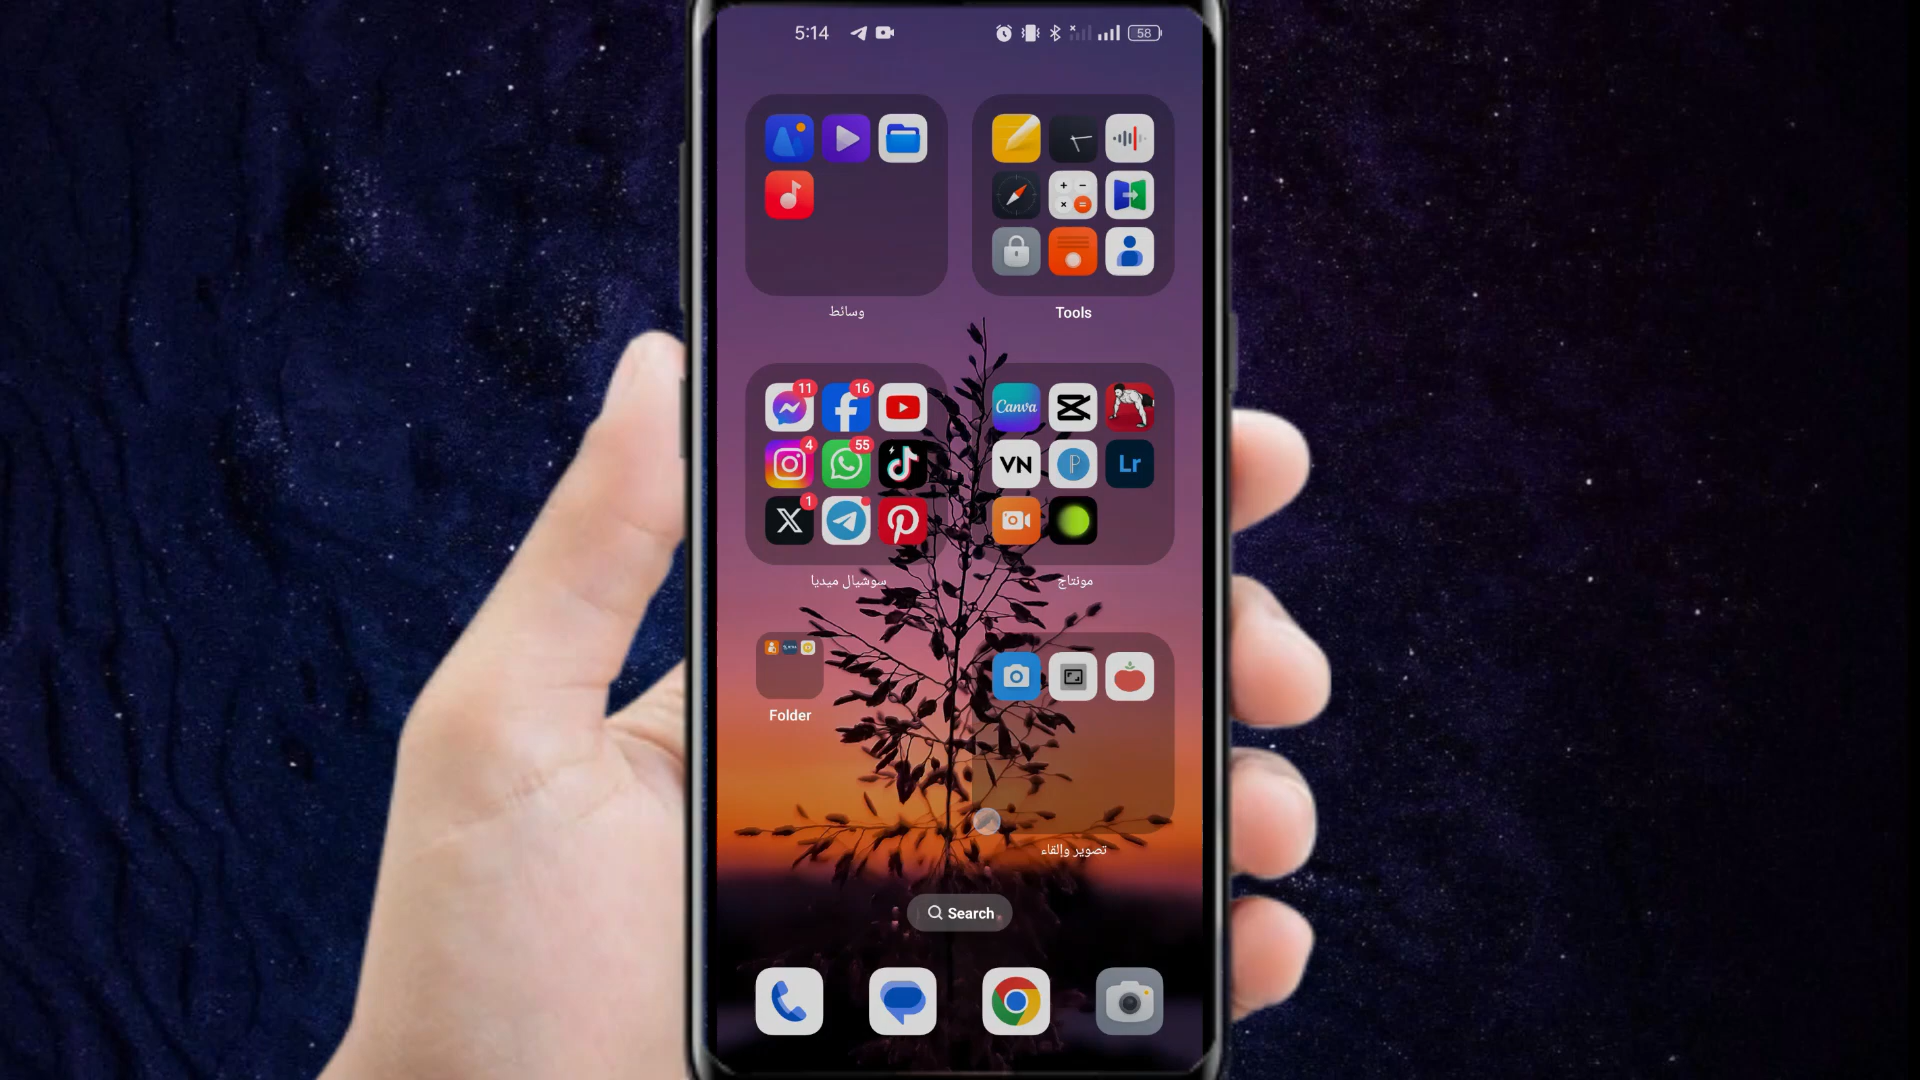 5:14
58
وسائط
Tools
11
16
Canva
4
55
VN
P
Lr
1
سوشيال ميديا
مونتاج
Folder
تصوير وإلقاء
Search